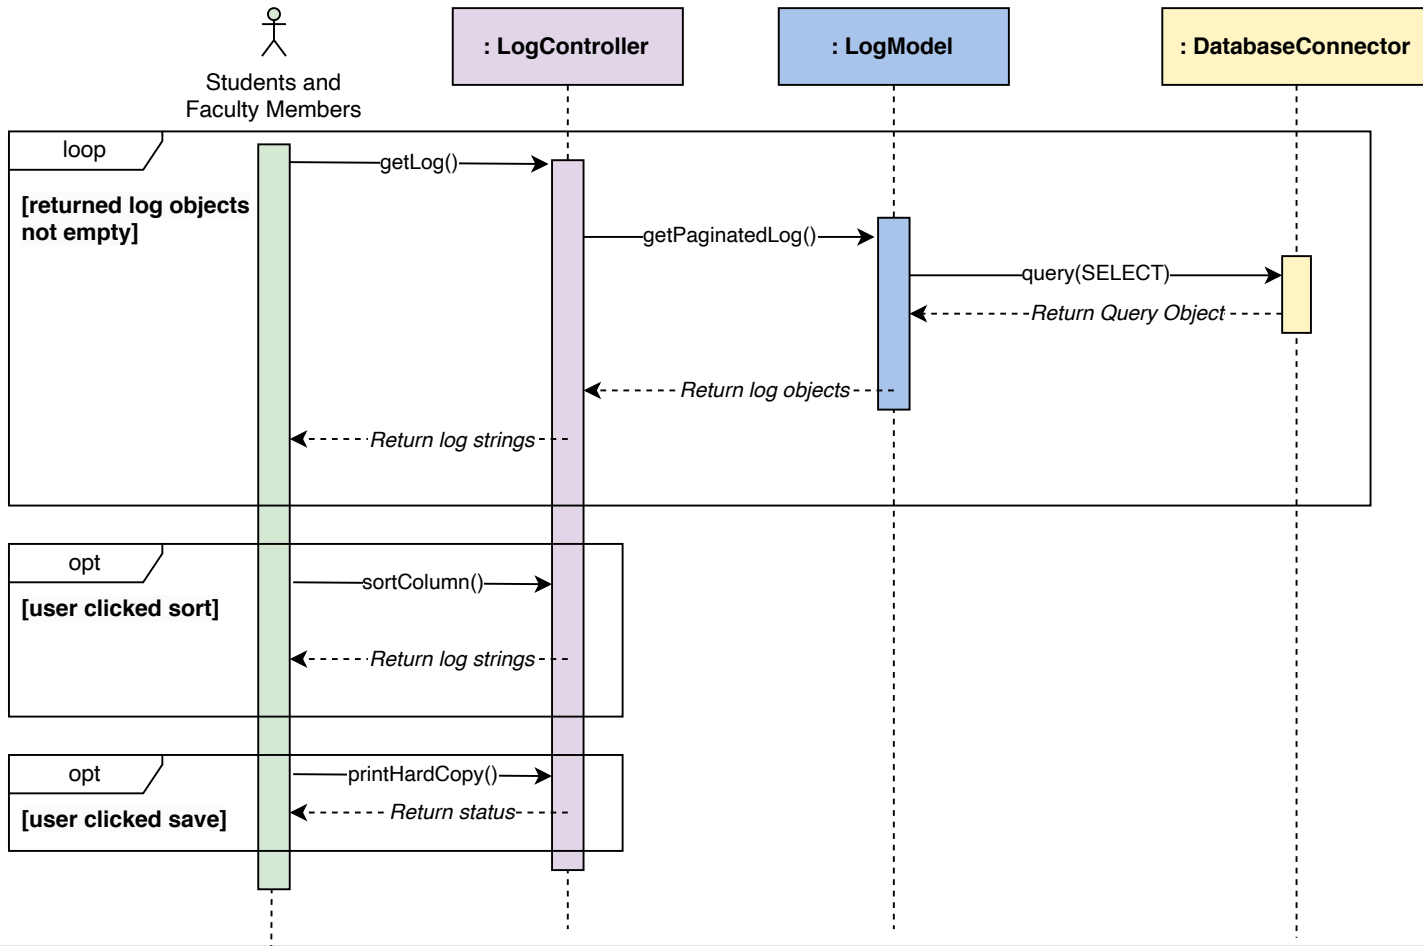 : LogController
: LogModel
: DatabaseConnector
Students and
Faculty Members
loop
[returned log objects
not empty]
getLog()
getPaginatedLog()
query(SELECT)
Return Query Object
Return log objects
Return log strings
opt
[user clicked sort]
sortColumn()
Return log strings
opt
[user clicked save]
printHardCopy()
Return status